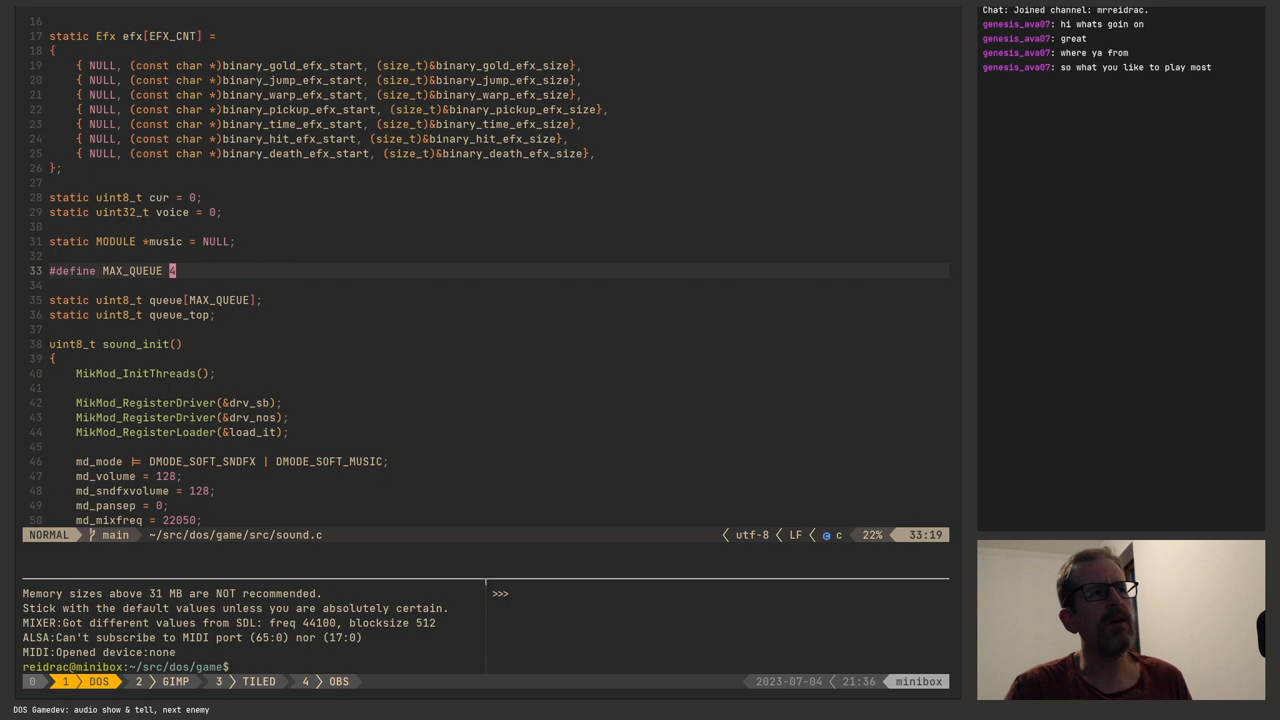 16
17 static Efx efx[EFX_CNT] =
18 {
19     { NULL, (const char *)binary_gold_efx_start, (size_t)&binary_gold_efx_size},
20     { NULL, (const char *)binary_jump_efx_start, (size_t)&binary_jump_efx_size},
21     { NULL, (const char *)binary_warp_efx_start, (size_t)&binary_warp_efx_size},
22     { NULL, (const char *)binary_pickup_efx_start, (size_t)&binary_pickup_efx_size},
23     { NULL, (const char *)binary_time_efx_start, (size_t)&binary_time_efx_size},
24     { NULL, (const char *)binary_hit_efx_start, (size_t)&binary_hit_efx_size},
25     { NULL, (const char *)binary_death_efx_start, (size_t)&binary_death_efx_size},
26 };
27
28 static uint8_t cur = 0;
29 static uint32_t voice = 0;
30
31 static MODULE *music = NULL;
32
33 #define MAX_QUEUE 4
34
35 static uint8_t queue[MAX_QUEUE];
36 static uint8_t queue_top;
37
38 uint8_t sound_init()
39 {
40     MikMod_InitThreads();
41
42     MikMod_RegisterDriver(&drv_sb);
43     MikMod_RegisterDriver(&drv_nos);
44     MikMod_RegisterLoader(&load_it);
45
46     md_mode |= DMODE_SOFT_SNDFX | DMODE_SOFT_MUSIC;
47     md_volume = 128;
48     md_sndfxvolume = 128;
49     md_pansep = 0;
50     md_mixfreq = 22050;
NORMAL main ~/src/dos/game/src/sound.c utf-8 LF c 22% 33:19
Memory sizes above 31 MB are NOT recommended.
Stick with the default values unless you are absolutely certain.
MIXER:Got different values from SDL: freq 44100, blocksize 512
ALSA:Can't subscribe to MIDI port (65:0) nor (17:0)
MIDI:Opened device:none
reidrac@minibox:~/src/dos/game$
>>>
0 1 DOS 2 GIMP 3 TILED 4 OBS 2023-07-04 21:36 minibox
DOS Gamedev: audio show & tell, next enemy
Chat: Joined channel: mrreidrac.
genesis_ava07: hi whats goin on
genesis_ava07: great
genesis_ava07: where ya from
genesis_ava07: so what you like to play most